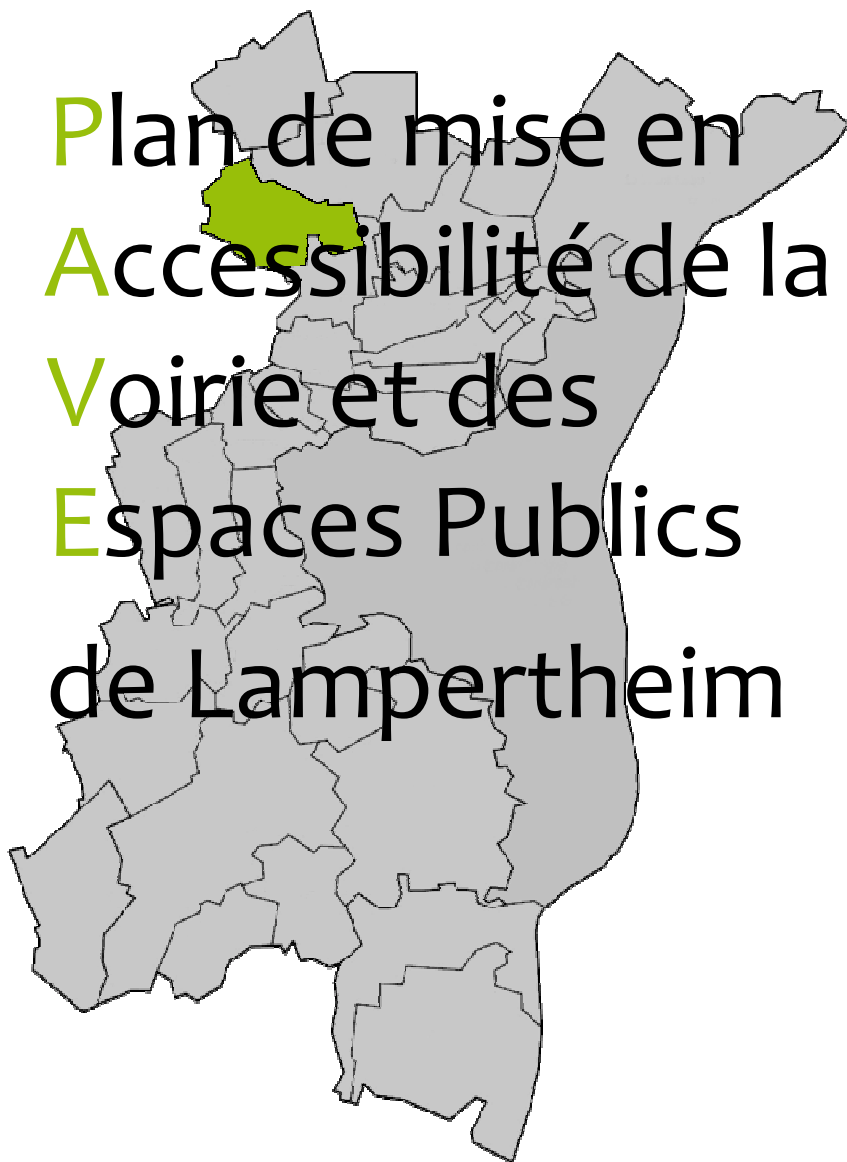 Plan de mise en
Accessibilité de la
Voirie et des
Espaces Publics
de Lampertheim